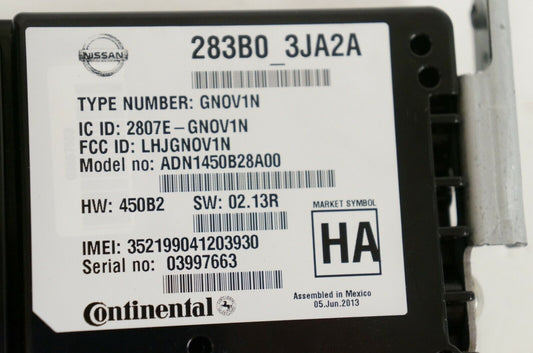 NISSAN
283B0 3JA2A
TYPE NUMBER: GNOV1N
IC ID: 2807E-GNOV1N
FCC ID: LHJGNOV1N
Model no: ADN1450B28A00
HW: 450B2 SW: 02.13R
MARKET SYMBOL
HA
IMEI: 352199041203930
Serial no: 03997663
Continental
Assembled in Mexico
05.Jun.2013